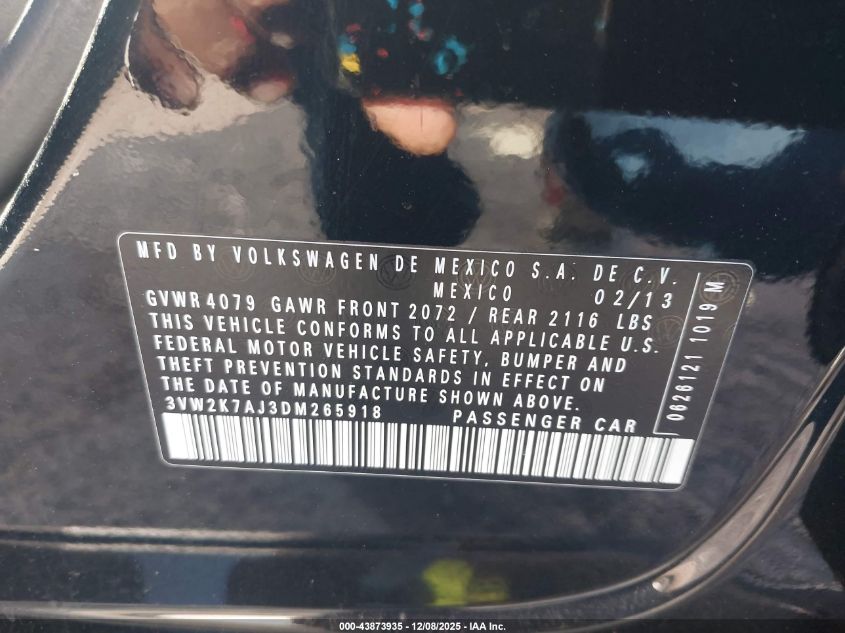 MFD BY VOLKSWAGEN DE MEXICO S.A. DE C.V.
MEXICO 02/13
GVWR 4079 GAWR FRONT 2072 / REAR 2116 LBS
THIS VEHICLE CONFORMS TO ALL APPLICABLE U.S.
FEDERAL MOTOR VEHICLE SAFETY, BUMPER AND
THEFT PREVENTION STANDARDS IN EFFECT ON
THE DATE OF MANUFACTURE SHOWN ABOVE.
3VW2K7AJ3DM265918 PASSENGER CAR
0626121 1019 M
000-43873935 - 12/08/2025 - IAA Inc.